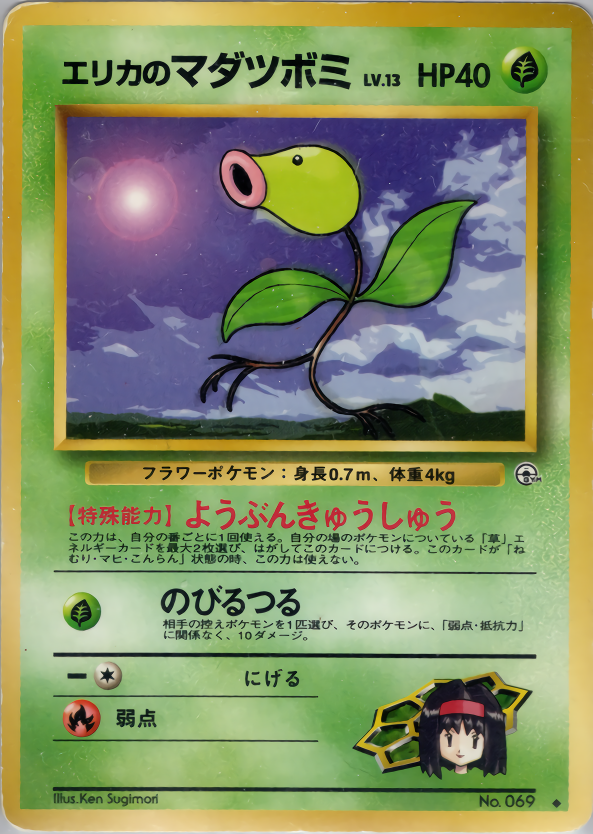 エリカのマダツボミ LV.13 HP40
フラワーポケモン：身長0.7m、体重4kg
GYM
【特殊能力】ようぶんきゅうしゅう
この力は、自分の番ごとに1回使える。自分の場のポケモンについている「草」エ
ネルギーカードを最大2枚選び、はがしてこのカードにつける。このカードが「ね
むり・マヒ・こんらん」状態の時、この力は使えない。
のびるつる
相手の控えポケモンを1匹選び、そのポケモンに、「弱点・抵抗力」
に関係なく、10ダメージ。
ー にげる
弱点
Illus.Ken Sugimori No. 069